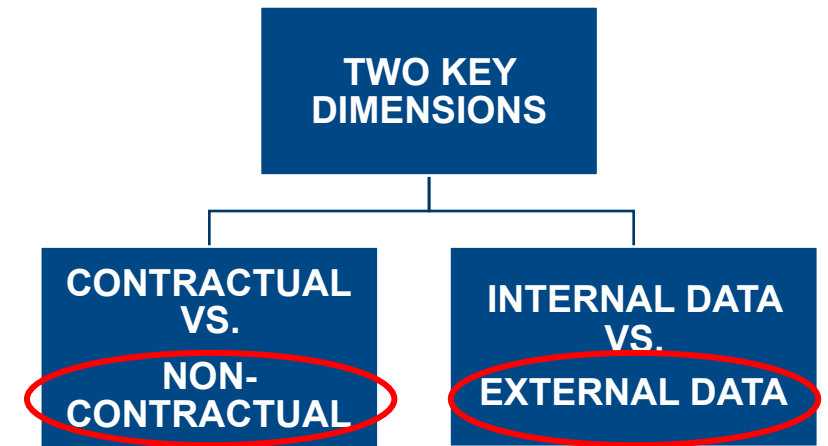 TWO KEY
DIMENSIONS
CONTRACTUAL
VS.
NON-
CONTRACTUAL
INTERNAL DATA
VS.
EXTERNAL DATA